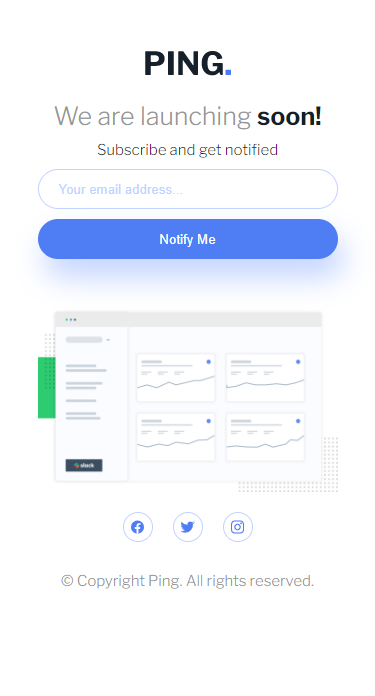 PING.
We are launching soon!
Subscribe and get notified
Your email address...
Notify Me
slack
© Copyright Ping. All rights reserved.